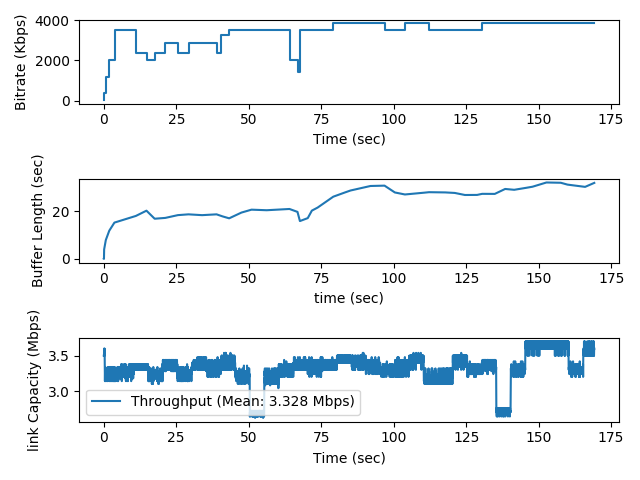 Bitrate (Kbps)
4000
2000
0
0 25 50 75 100 125 150 175
Time (sec)
Buffer Length (sec)
20
0
0 25 50 75 100 125 150 175
time (sec)
link Capacity (Mbps)
3.5
3.0
Throughput (Mean: 3.328 Mbps)
0 25 50 75 100 125 150 175
Time (sec)